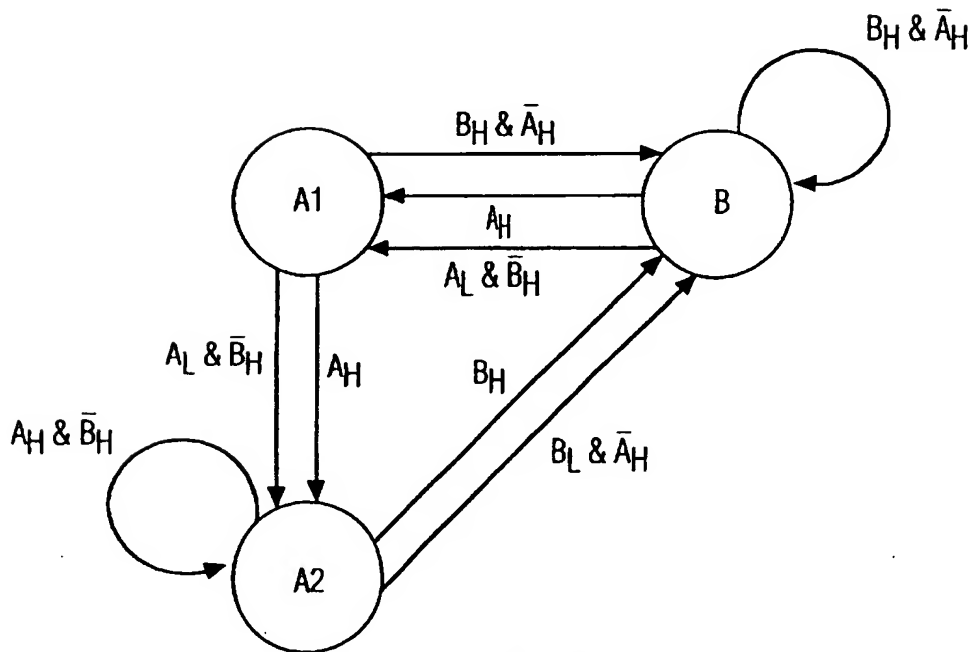 B_H & Ā_H
B_H & Ā_H
A1
B
A_H
A_L & B̄_H
A_L & B̄_H
A_H
B_H
A_H & B̄_H
B_L & Ā_H
A2